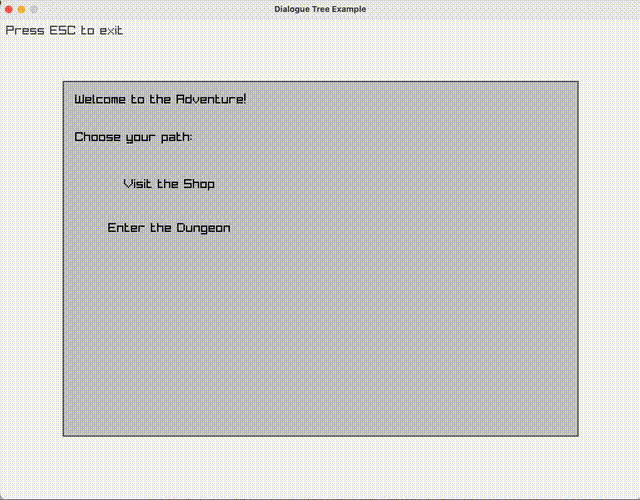 Dialogue Tree Example
Press ESC to exit
Welcome to the Adventure!
Choose your path:
Visit the Shop
Enter the Dungeon